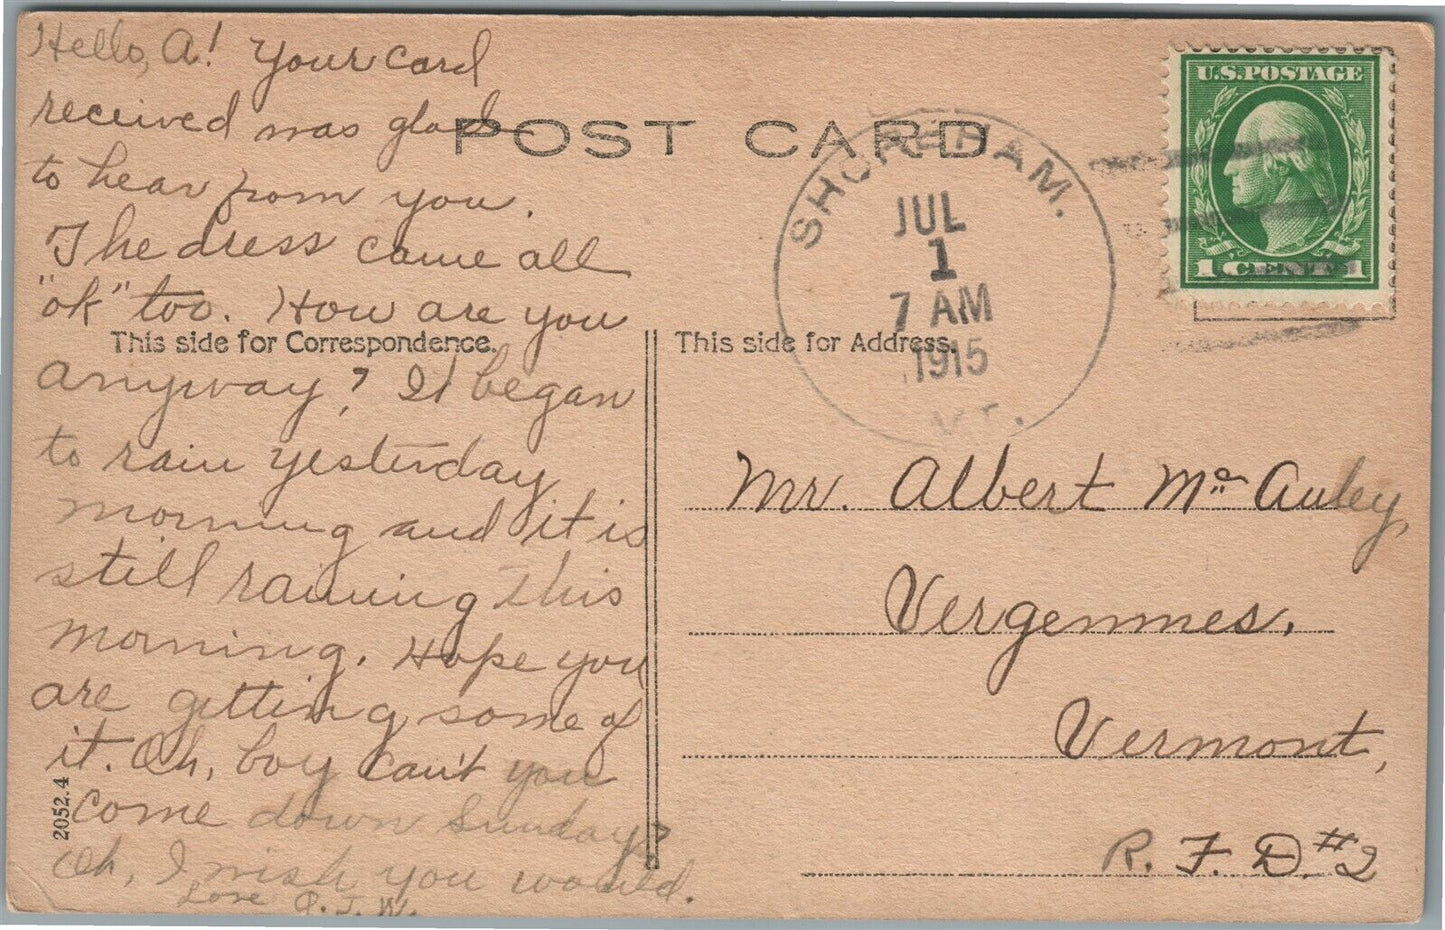 Hello, A! Your card
received was glad
to hear from you.
The dress came all
"ok" too. How are you
anyway? It began
to rain yesterday
morning and it is
still raining this
morning. Hope you
are getting some of
it. Oh, boy can't you
come down Sunday?
Oh, I wish you would.
Love
J. W.
2052.4
POST CARD
This side for Correspondence.
This side for Address.
SHOREHAM.
JUL
1
7 AM
1915
VT.
U.S. POSTAGE
1 CENT 1
Mr. Albert Mc Auley,
Vergennes,
Vermont,
R. F. D. #2